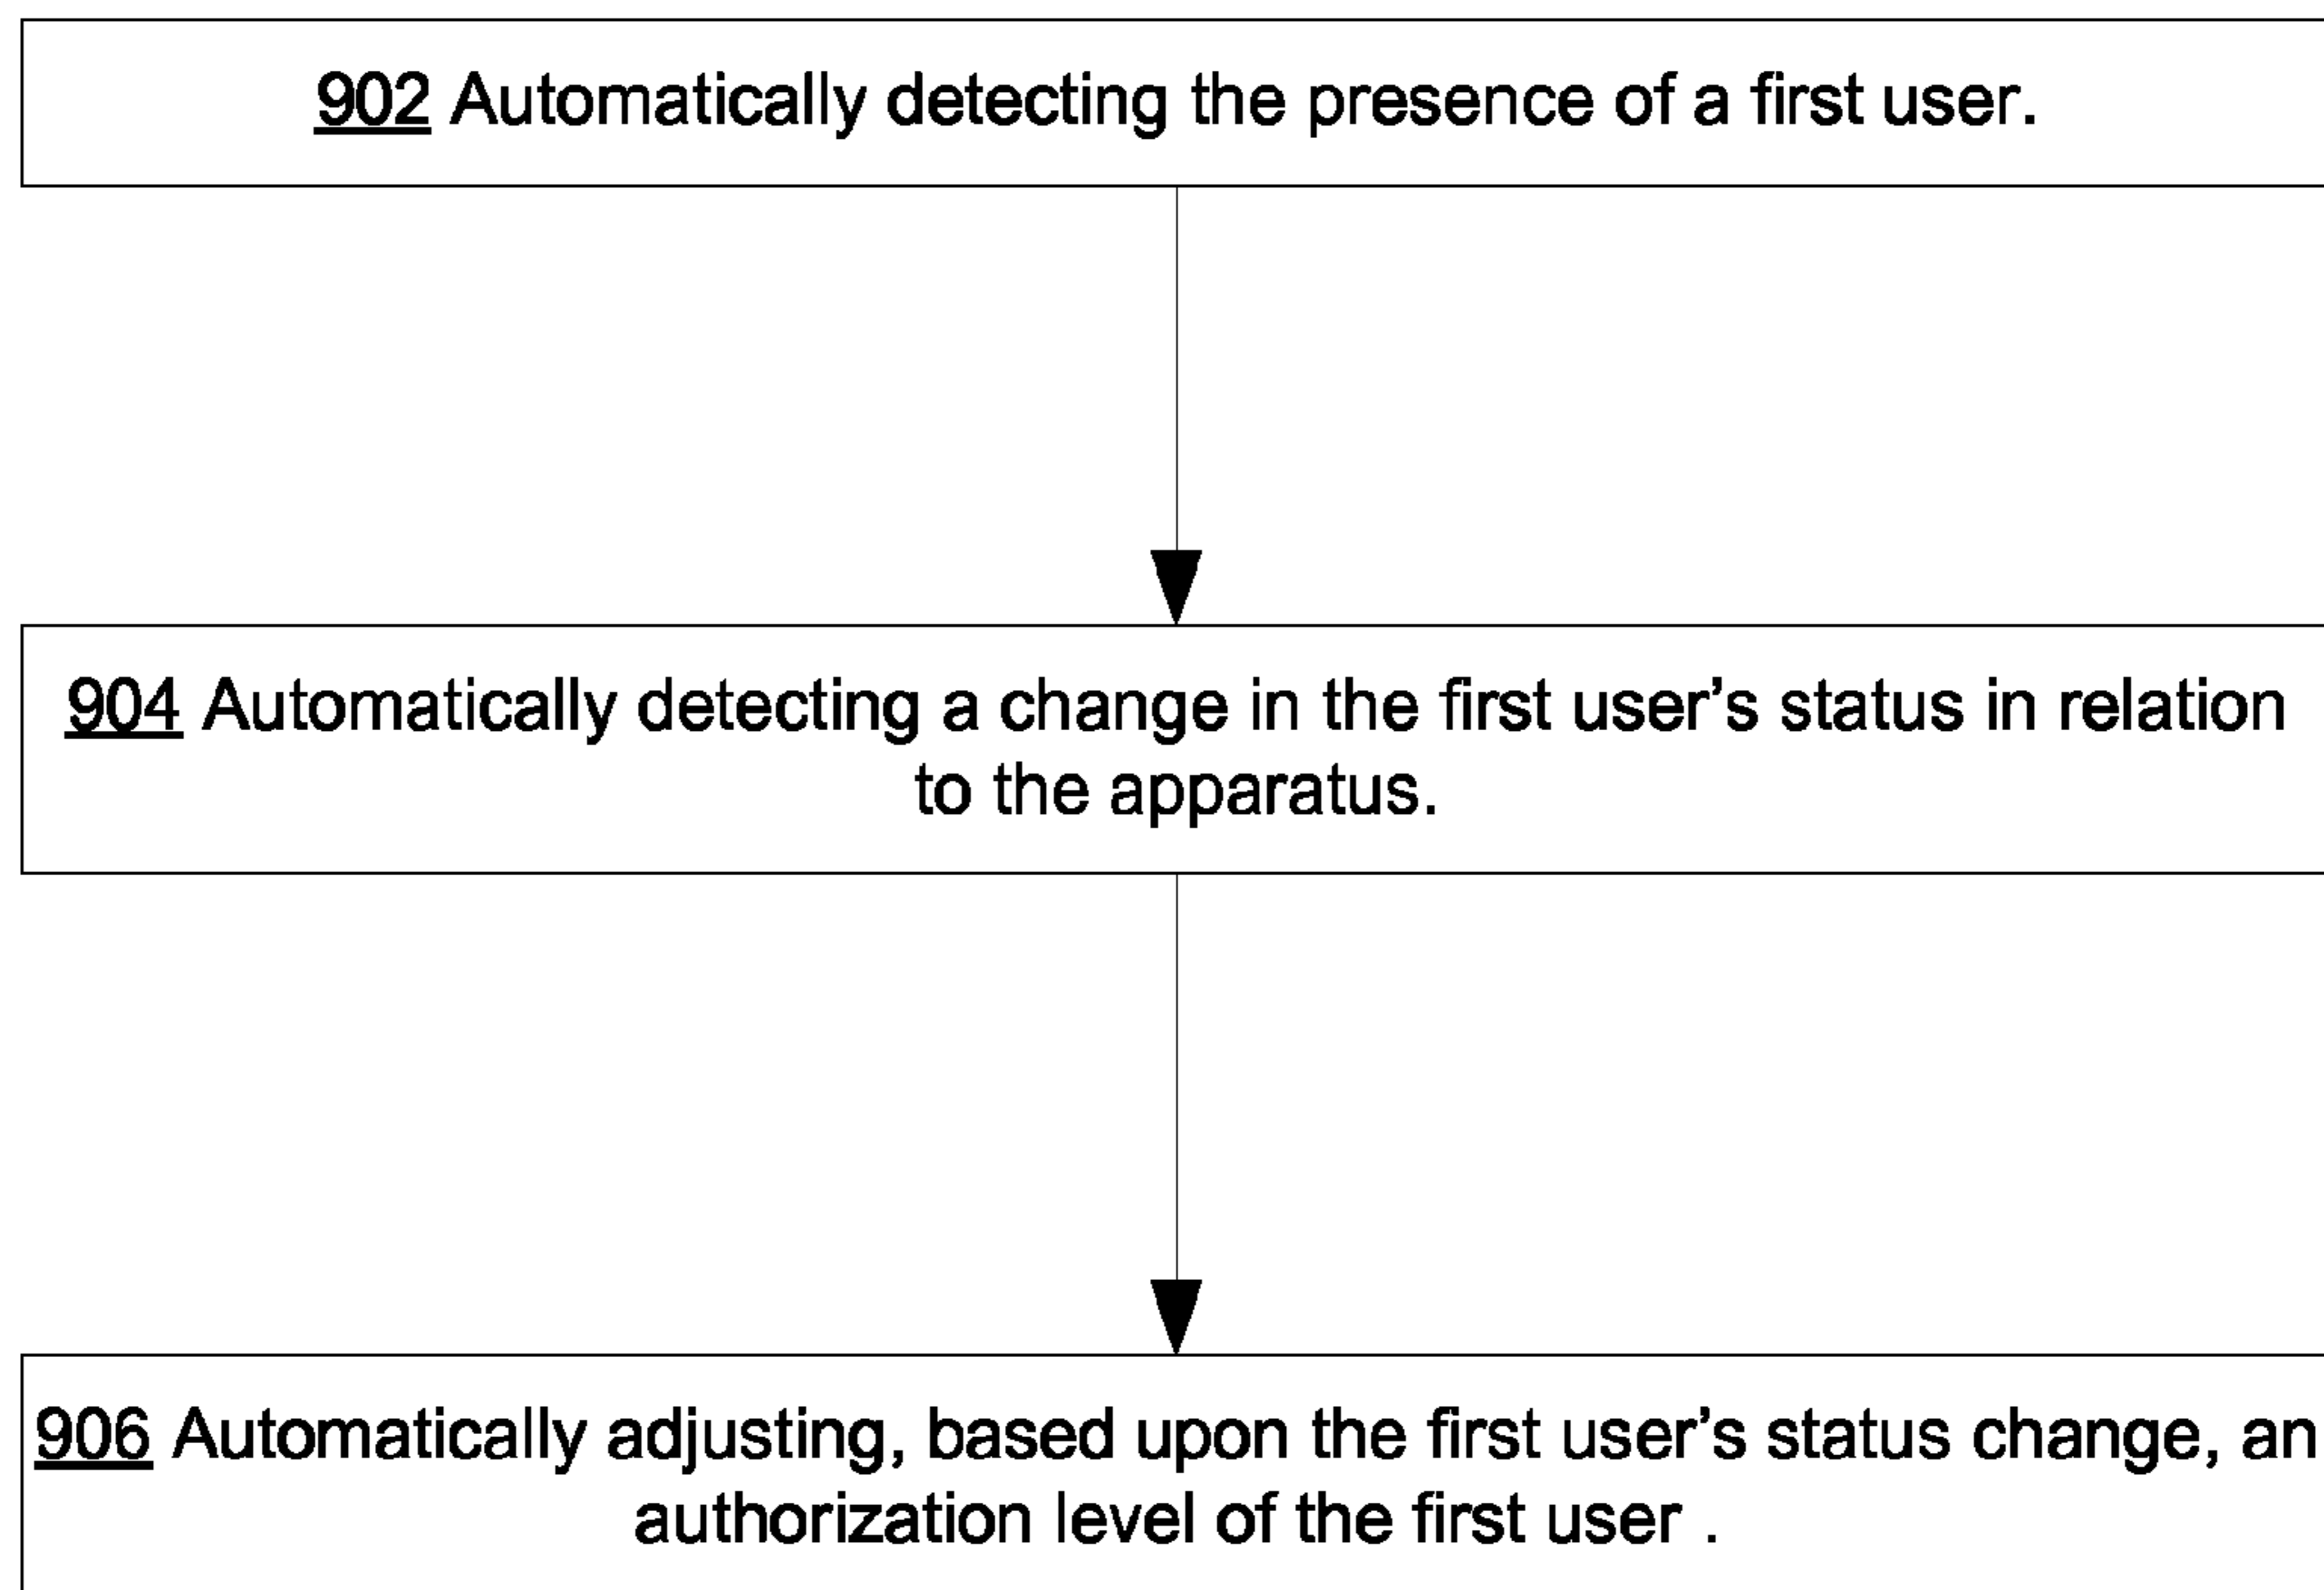 902 Automatically detecting the presence of a first user.
904 Automatically detecting a change in the first user’s status in relation
to the apparatus.
906 Automatically adjusting, based upon the first user’s status change, an
authorization level of the first user .